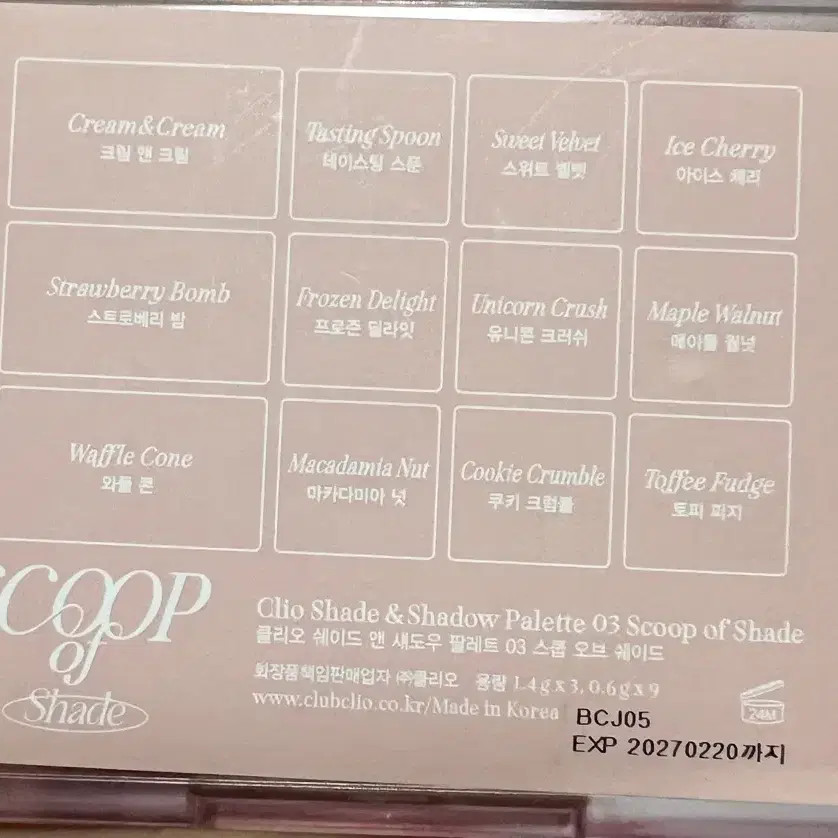 Cream&Cream
크림 앤 크림
Tasting Spoon
테이스팅 스푼
Sweet Velvet
스위트 벨벳
Ice Cherry
아이스 체리
Strawberry Bomb
스트로베리 밤
Frozen Delight
프로즌 딜라잇
Unicorn Crush
유니콘 크러쉬
Maple Walnut
메이플 월넛
Waffle Cone
와플 콘
Macadamia Nut
마카다미아 넛
Cookie Crumble
쿠키 크럼블
Toffee Fudge
토피 퍼지
SCOOP
of
Shade
Clio Shade & Shadow Palette 03 Scoop of Shade
클리오 쉐이드 앤 섀도우 팔레트 03 스쿱 오브 쉐이드
화장품책임판매업자 ㈜클리오 용량 1.4 g x 3, 0.6 g x 9
www.clubclio.co.kr/Made in Korea
24M
BCJ05
EXP 20270220까지